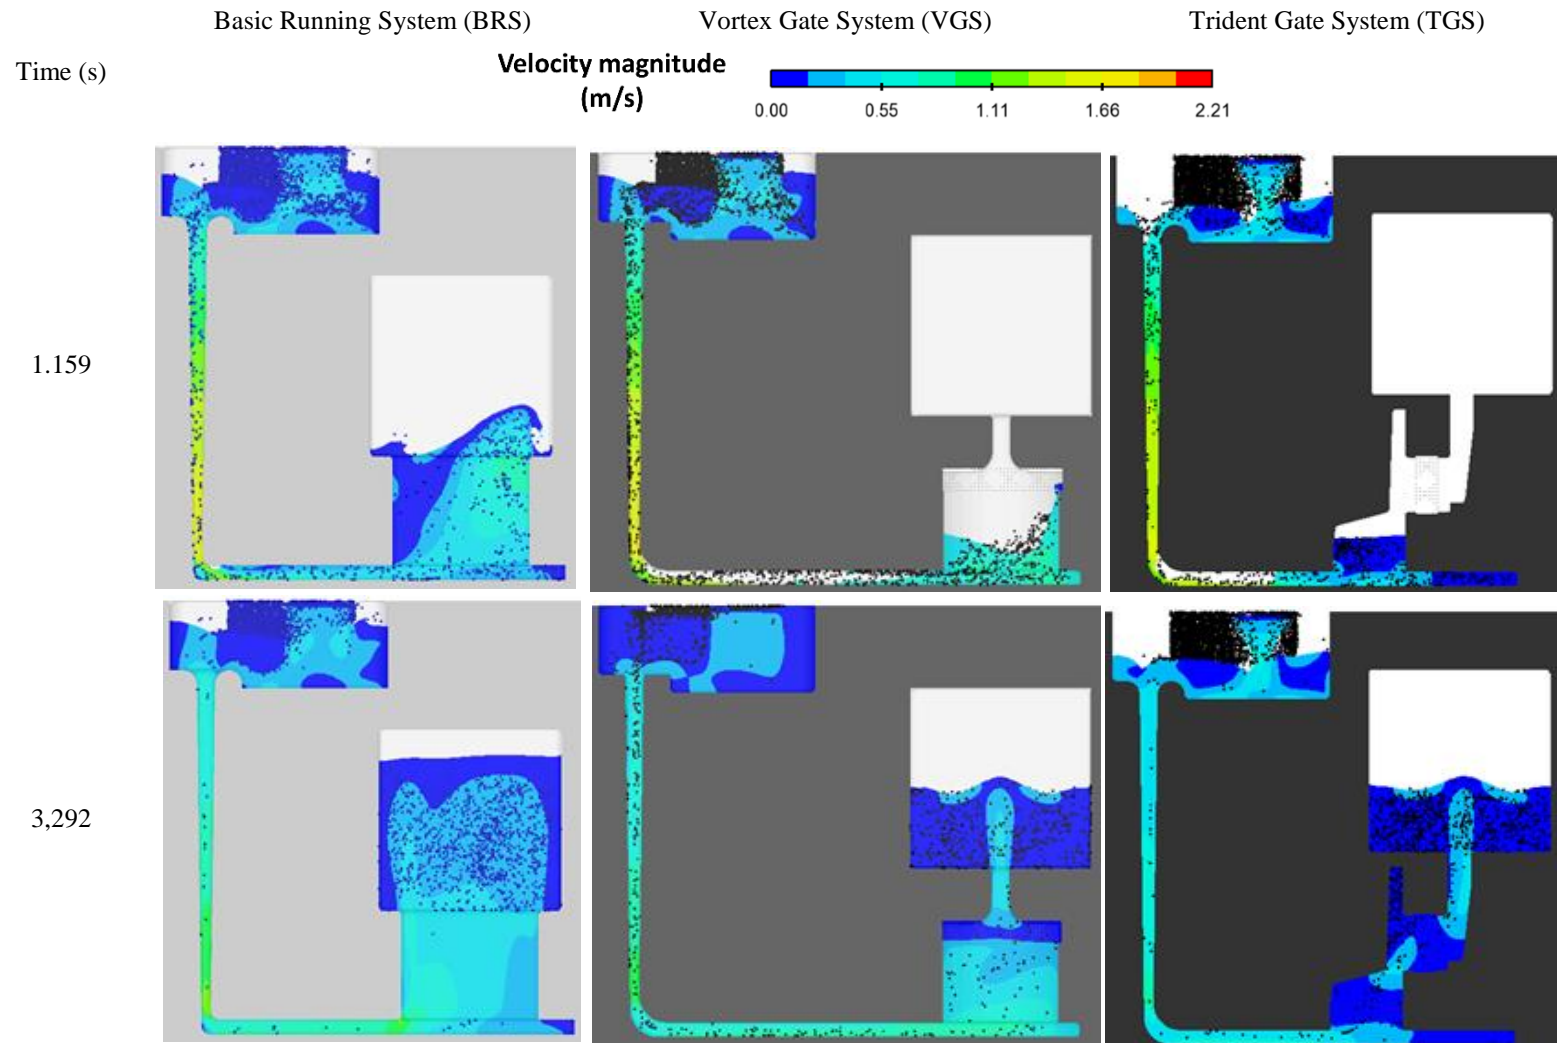 Basic Running System (BRS) Vortex Gate System (VGS) Trident Gate System (TGS)
Time (s)
Velocity magnitude
(m/s)
0.00 0.55 1.11 1.66 2.21
1.159
3,292